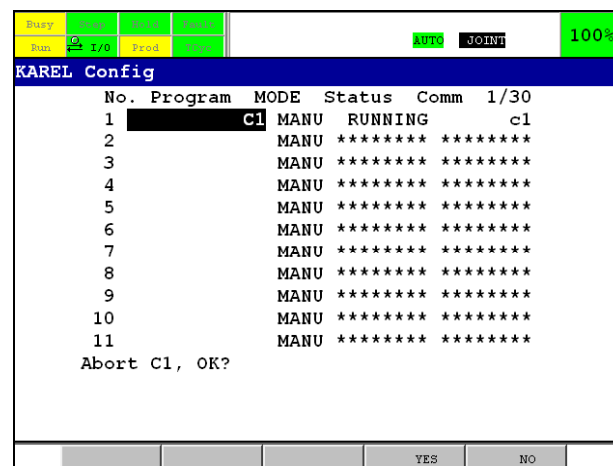 Busy Step Hold Fault
Run I/O Prod TCyc AUTO JOINT 100%
KAREL Config
No. Program MODE Status Comm 1/30
1 C1 MANU RUNNING c1
2 MANU ******** ********
3 MANU ******** ********
4 MANU ******** ********
5 MANU ******** ********
6 MANU ******** ********
7 MANU ******** ********
8 MANU ******** ********
9 MANU ******** ********
10 MANU ******** ********
11 MANU ******** ********
Abort C1, OK?
YES NO